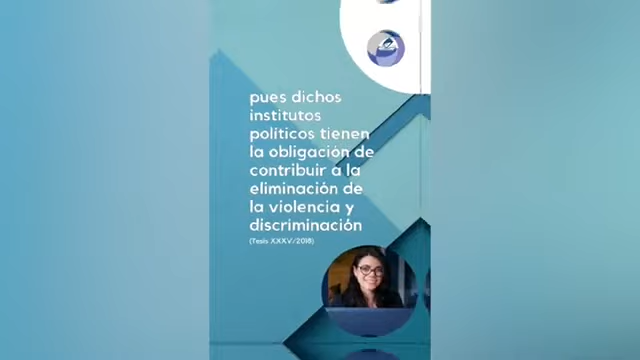 pues dichos
institutos
políticos tienen
la obligación de
contribuir a la
eliminación de
la violencia y
discriminación
(Tesis XXXV/2018)